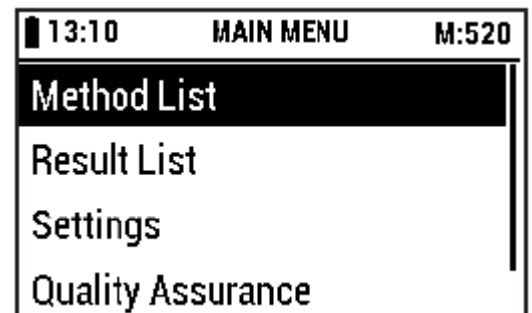 13:10 MAIN MENU M:520
Method List
Result List
Settings
Quality Assurance